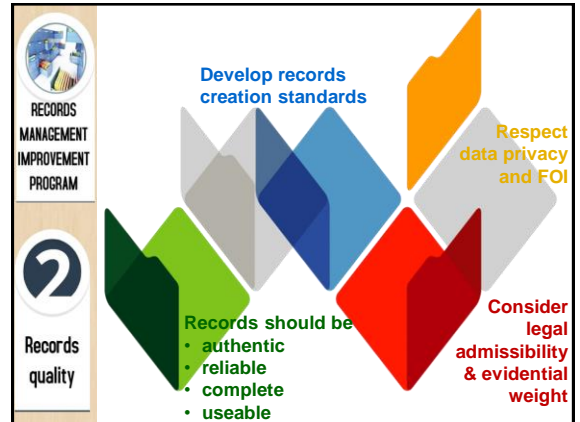 RECORDS
MANAGEMENT
IMPROVEMENT
PROGRAM
2
Records
quality
Develop records
creation standards
Respect
data privacy
and FOI
Records should be
• authentic
• reliable
• complete
• useable
Consider
legal
admissibility
& evidential
weight